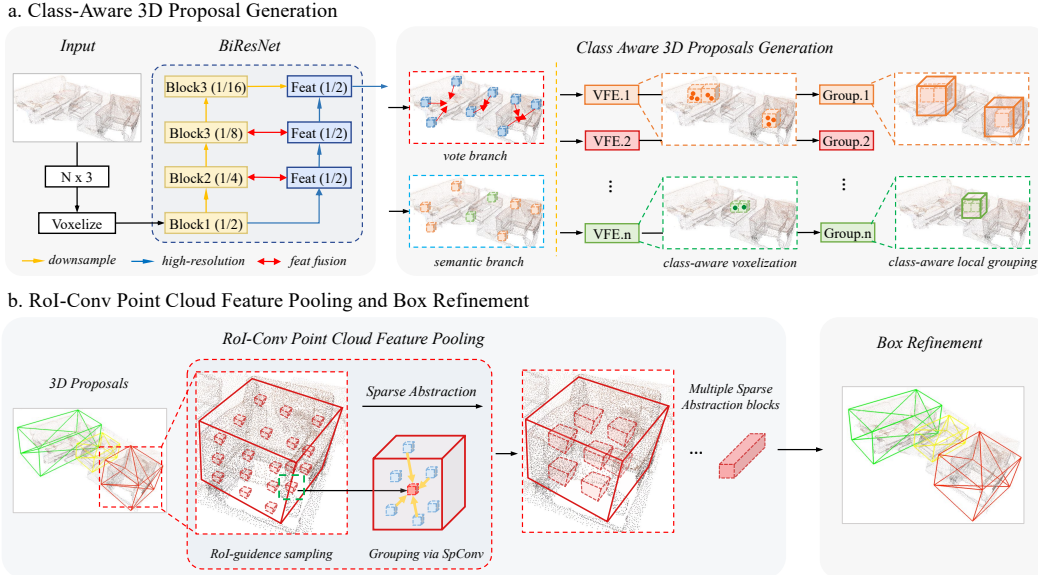 a. Class-Aware 3D Proposal Generation
Input
BiResNet
Class Aware 3D Proposals Generation
Block3 (1/16)
Feat (1/2)
Block3 (1/8)
Feat (1/2)
Block2 (1/4)
Feat (1/2)
Block1 (1/2)
N x 3
Voxelize
downsample
high-resolution
feat fusion
vote branch
semantic branch
VFE.1
VFE.2
⋮
VFE.n
class-aware voxelization
Group.1
Group.2
⋮
Group.n
class-aware local grouping
b. RoI-Conv Point Cloud Feature Pooling and Box Refinement
RoI-Conv Point Cloud Feature Pooling
Box Refinement
3D Proposals
RoI-guidence sampling
Sparse Abstraction
Grouping via SpConv
Multiple Sparse
Abstraction blocks
...